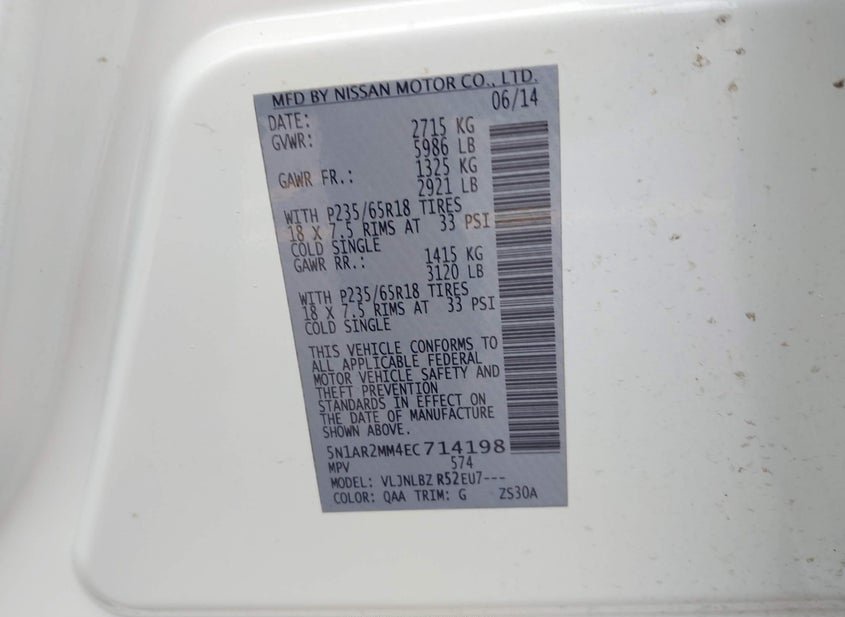 MFD BY NISSAN MOTOR CO., LTD.
DATE: 06/14
GVWR: 2715 KG
5986 LB
GAWR FR.: 1325 KG
2921 LB
WITH P235/65R18 TIRES
18 X 7.5 RIMS AT 33 PSI
COLD SINGLE
GAWR RR.: 1415 KG
3120 LB
WITH P235/65R18 TIRES
18 X 7.5 RIMS AT 33 PSI
COLD SINGLE
THIS VEHICLE CONFORMS TO
ALL APPLICABLE FEDERAL
MOTOR VEHICLE SAFETY AND
THEFT PREVENTION
STANDARDS IN EFFECT ON
THE DATE OF MANUFACTURE
SHOWN ABOVE.
5N1AR2MM4EC714198
MPV 574
MODEL: VLJNLBZ R52EU7---
COLOR: QAA TRIM: G ZS30A